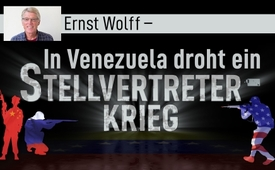 Ernst Wolff –
In Venezuela droht ein
STELLVERTRETER-
KRIEG